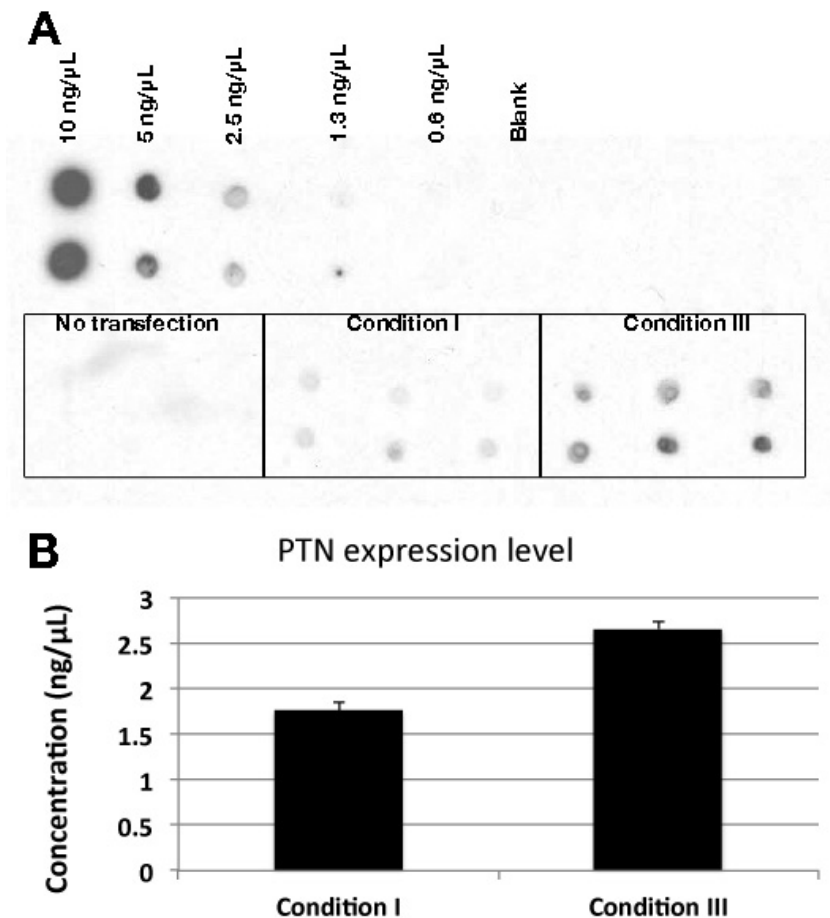 A
10 ng/µL
5 ng/µL
2.5 ng/µL
1.3 ng/µL
0.6 ng/µL
Blank
No transfection
Condition I
Condition III
B
PTN expression level
Concentration (ng/µL)
3
2.5
2
1.5
1
0.5
0
Condition I
Condition III